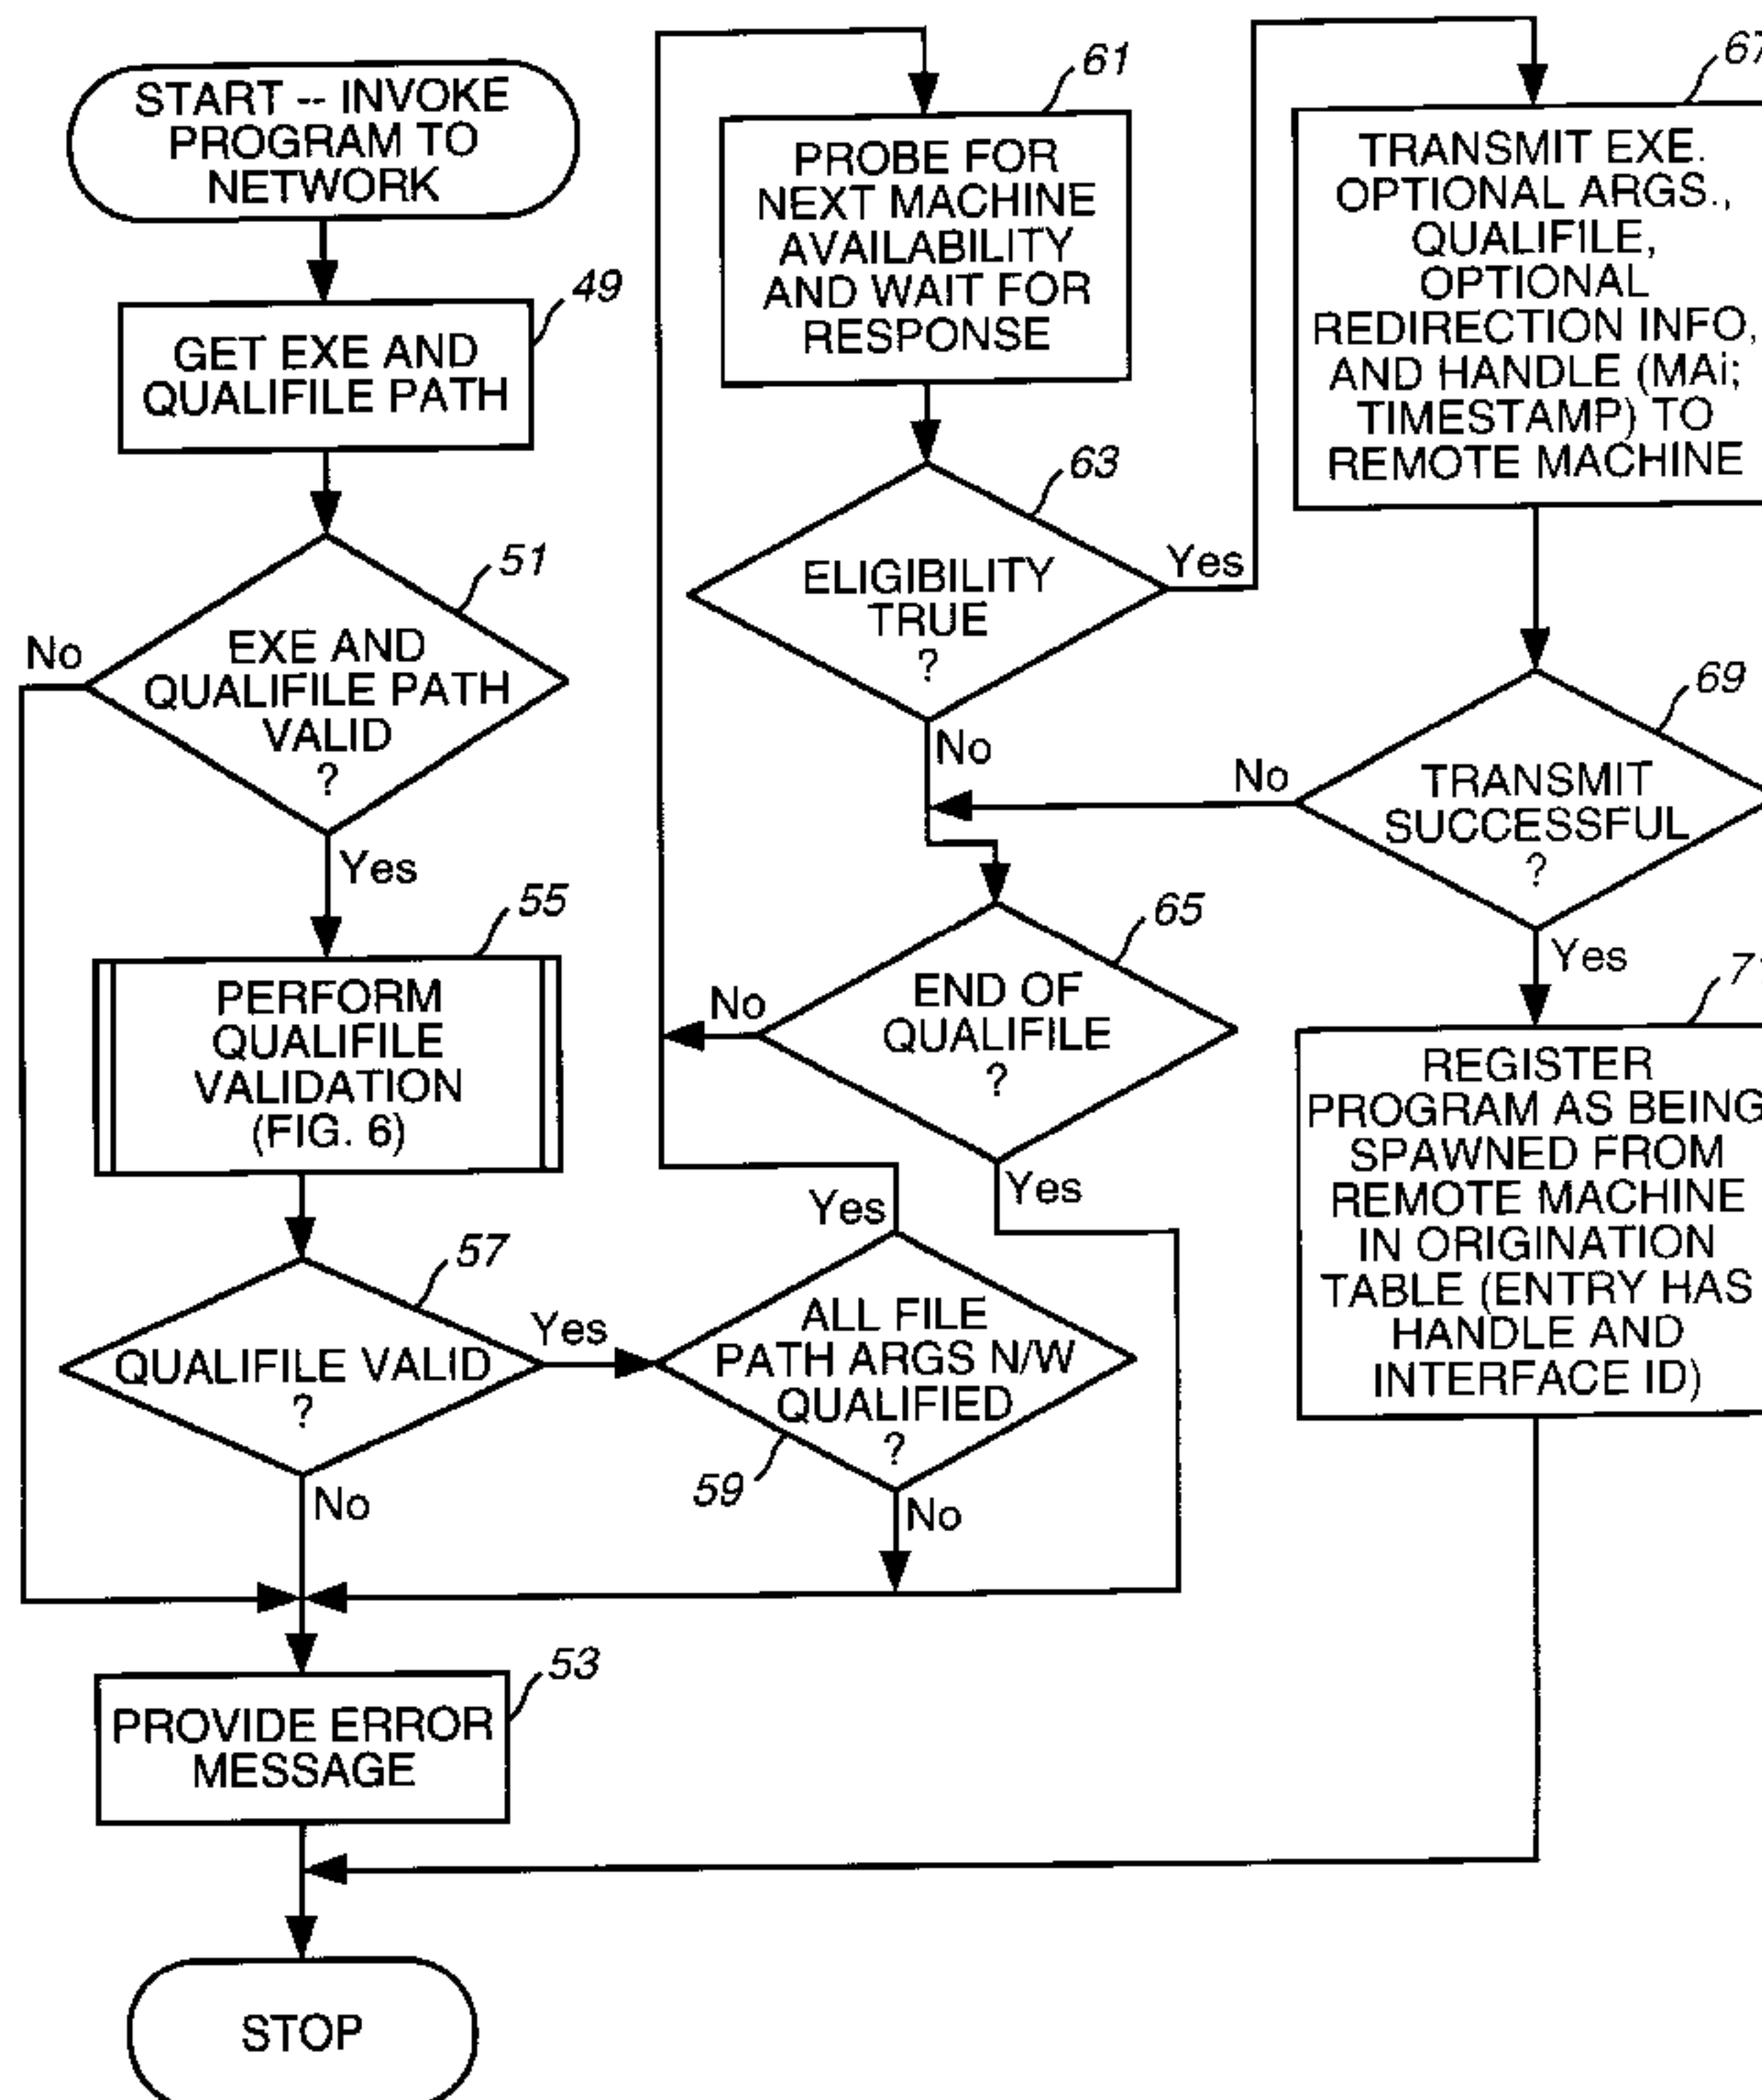 START -- INVOKE
PROGRAM TO
NETWORK
49
GET EXE AND
QUALIFILE PATH
51
EXE AND
QUALIFILE PATH
VALID
?
No
Yes
55
PERFORM
QUALIFILE
VALIDATION
(FIG. 6)
57
QUALIFILE VALID
?
Yes
No
53
PROVIDE ERROR
MESSAGE
STOP
61
PROBE FOR
NEXT MACHINE
AVAILABILITY
AND WAIT FOR
RESPONSE
63
ELIGIBILITY
TRUE
?
Yes
No
65
END OF
QUALIFILE
?
No
Yes
Yes
ALL FILE
PATH ARGS N/W
QUALIFIED
?
59
No
67
TRANSMIT EXE.
OPTIONAL ARGS.,
QUALIFILE,
OPTIONAL
REDIRECTION INFO,
AND HANDLE (MAi;
TIMESTAMP) TO
REMOTE MACHINE
69
TRANSMIT
SUCCESSFUL
?
No
Yes
71
REGISTER
PROGRAM AS BEING
SPAWNED FROM
REMOTE MACHINE
IN ORIGINATION
TABLE (ENTRY HAS
HANDLE AND
INTERFACE ID)